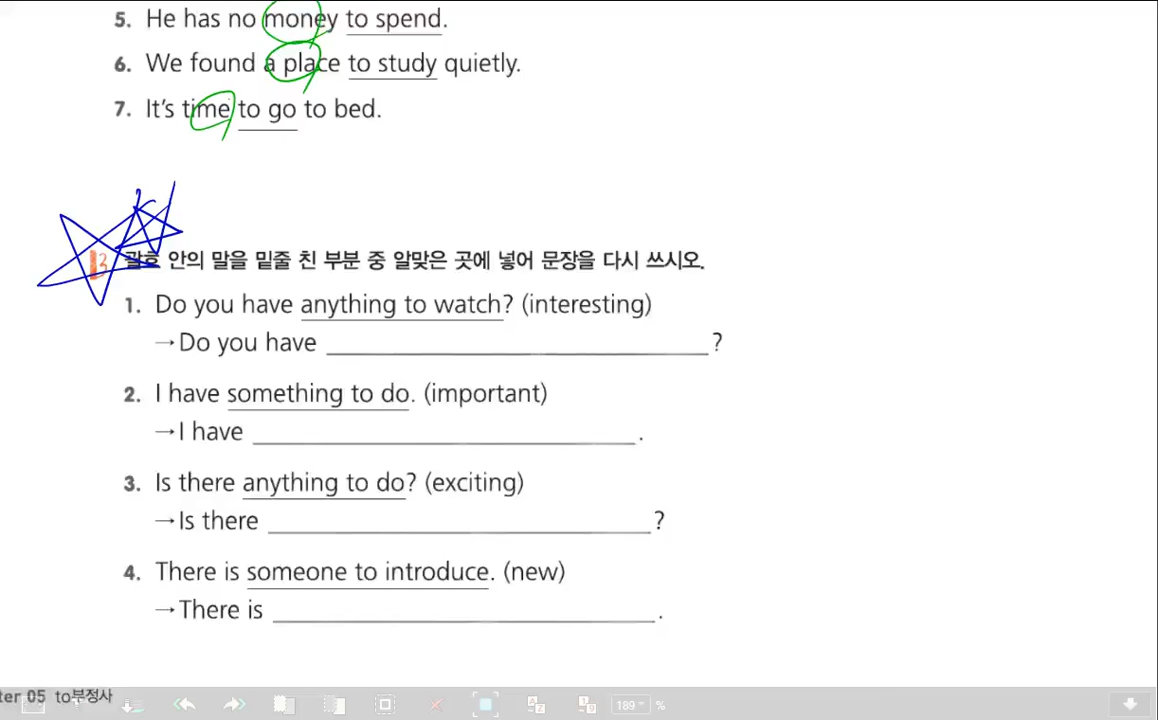 5. He has no money to spend.
6. We found a place to study quietly.
7. It's time to go to bed.
B 괄호 안의 말을 밑줄 친 부분 중 알맞은 곳에 넣어 문장을 다시 쓰시오.
1. Do you have anything to watch? (interesting)
→ Do you have ?
2. I have something to do. (important)
→ I have .
3. Is there anything to do? (exciting)
→ Is there ?
4. There is someone to introduce. (new)
→ There is .
ter 05 to부정사
189 %